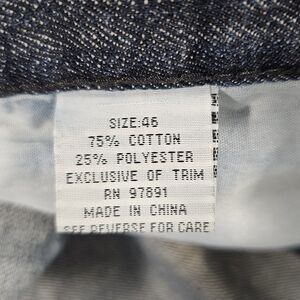 SIZE:46
75% COTTON
25% POLYESTER
EXCLUSIVE OF TRIM
RN 97891
MADE IN CHINA
SEE REVERSE FOR CARE